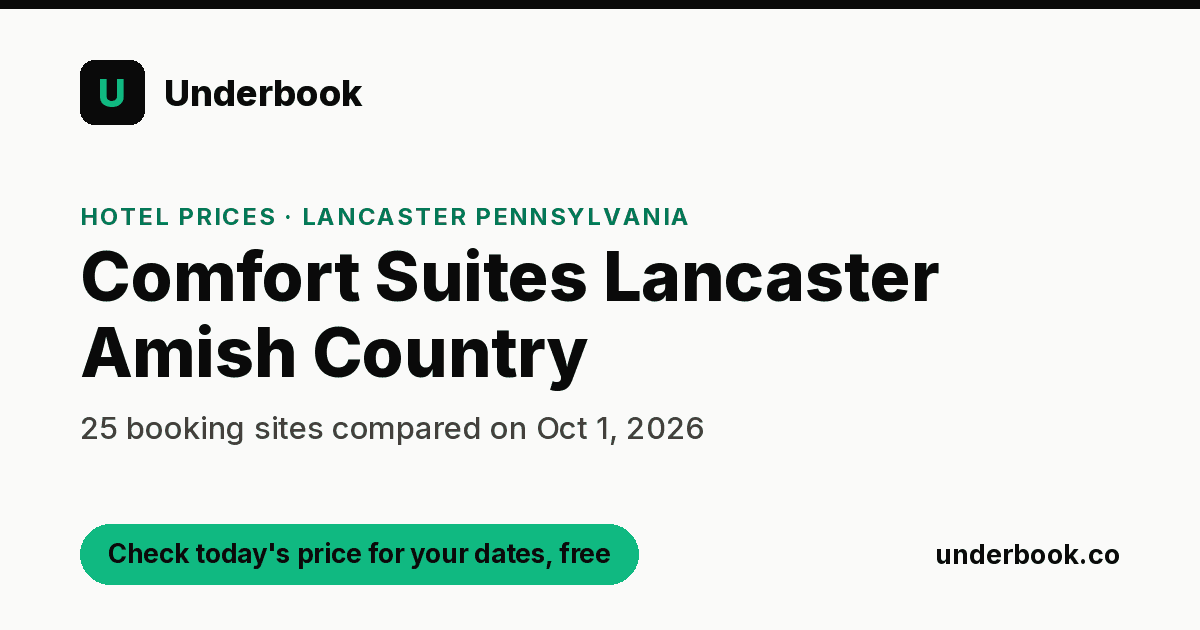 U Underbook
HOTEL PRICES · LANCASTER PENNSYLVANIA
Comfort Suites Lancaster
Amish Country
25 booking sites compared on Oct 1, 2026
Check today's price for your dates, free
underbook.co